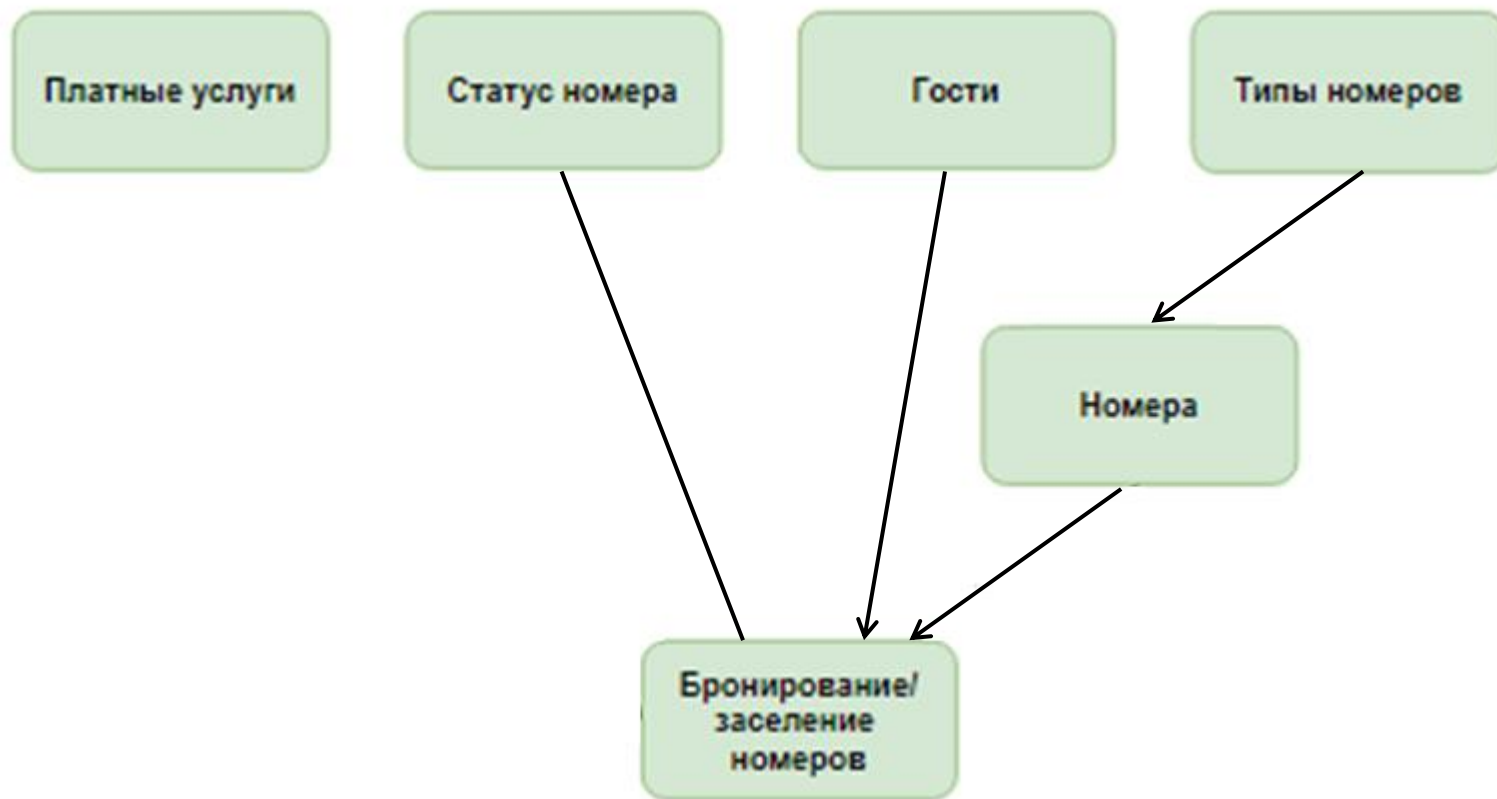 Платные услуги
Статус номера
Гости
Типы номеров
Номера
Бронирование/
заселение
номеров